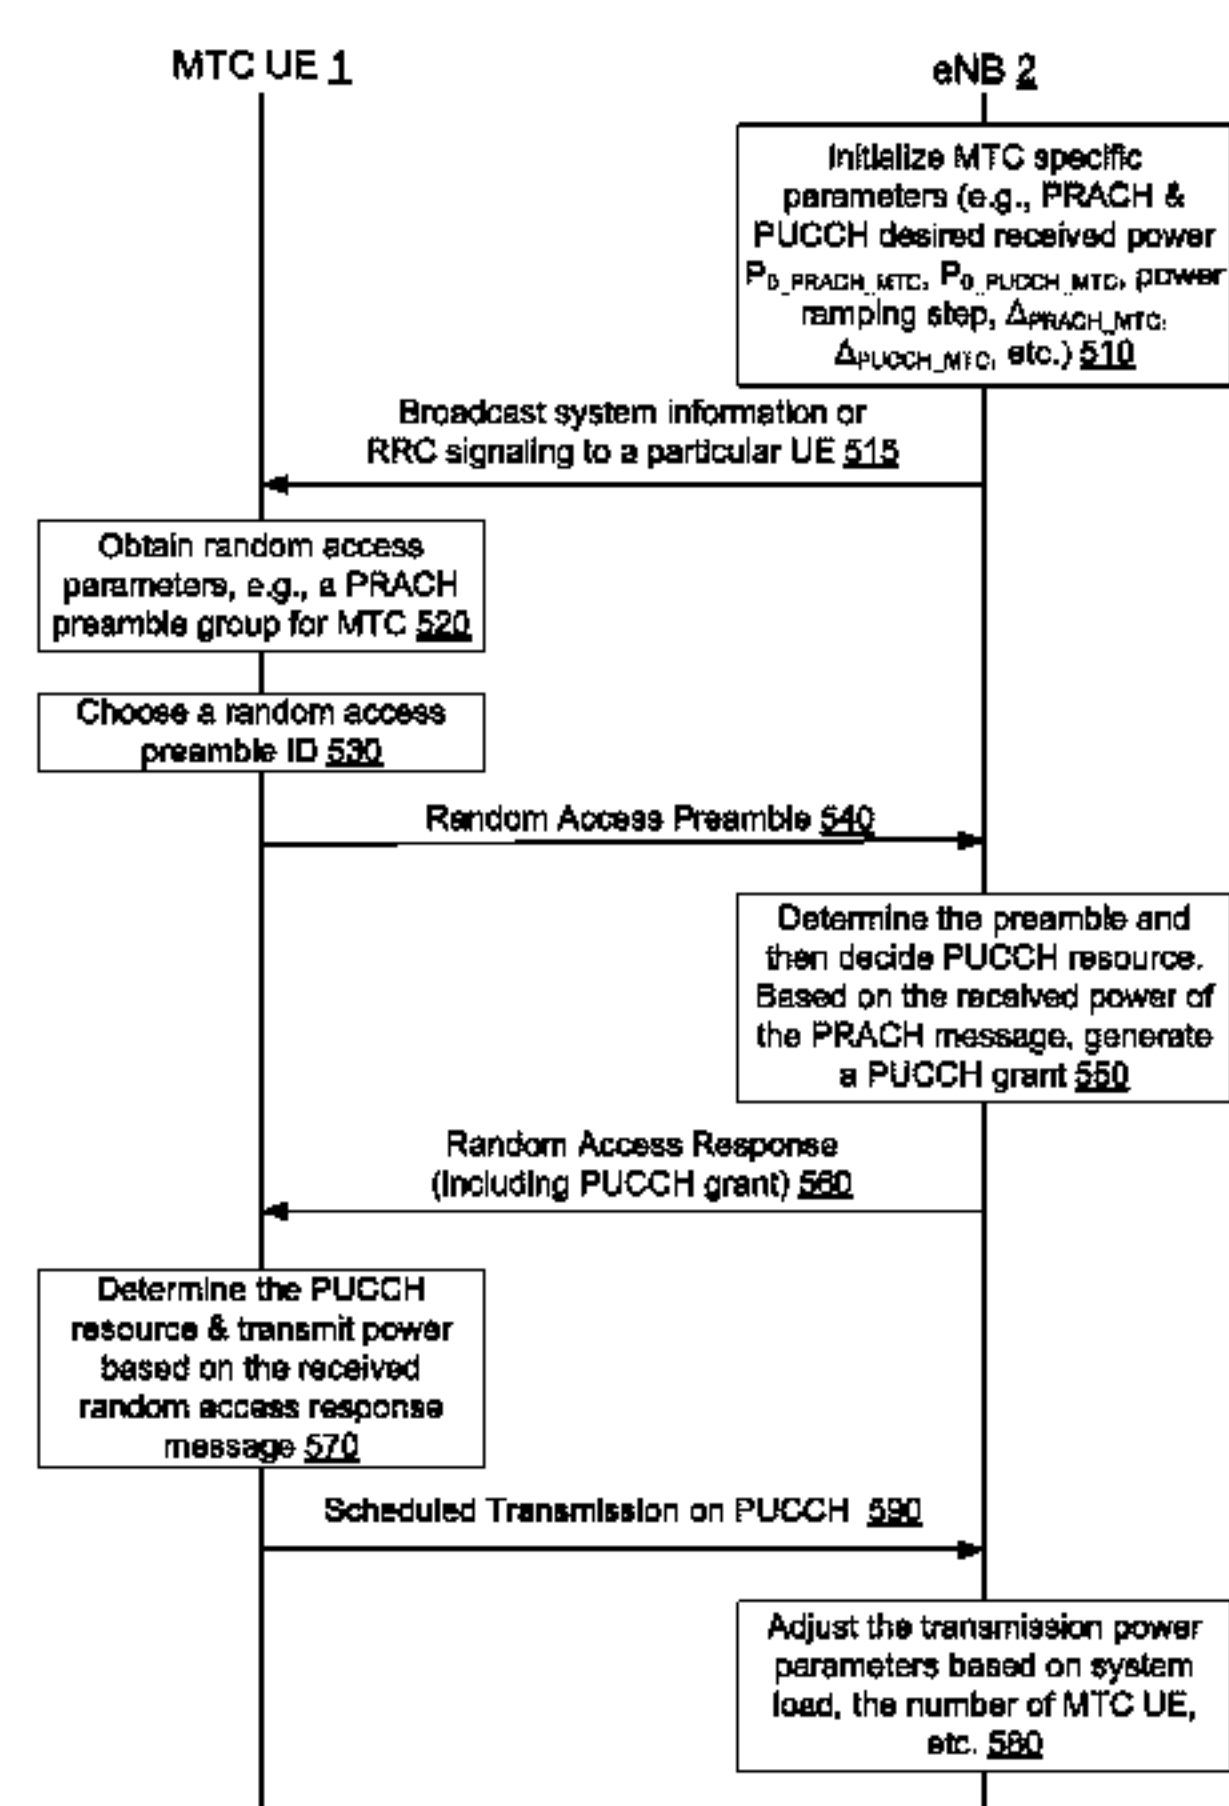 MTC UE 1
eNB 2
Initialize MTC specific
parameters (e.g., PRACH &
PUCCH desired received power
P0_PRACH_MTC, P0_PUCCH_MTC, power
ramping step, ΔPRACH_MTC,
ΔPUCCH_MTC, etc.) 510
Broadcast system information or
RRC signaling to a particular UE 515
Obtain random access
parameters, e.g., a PRACH
preamble group for MTC 520
Choose a random access
preamble ID 530
Random Access Preamble 540
Determine the preamble and
then decide PUCCH resource.
Based on the received power of
the PRACH message, generate
a PUCCH grant 550
Random Access Response
(including PUCCH grant) 560
Determine the PUCCH
resource & transmit power
based on the received
random access response
message 570
Scheduled Transmission on PUCCH 590
Adjust the transmission power
parameters based on system
load, the number of MTC UE,
etc. 580